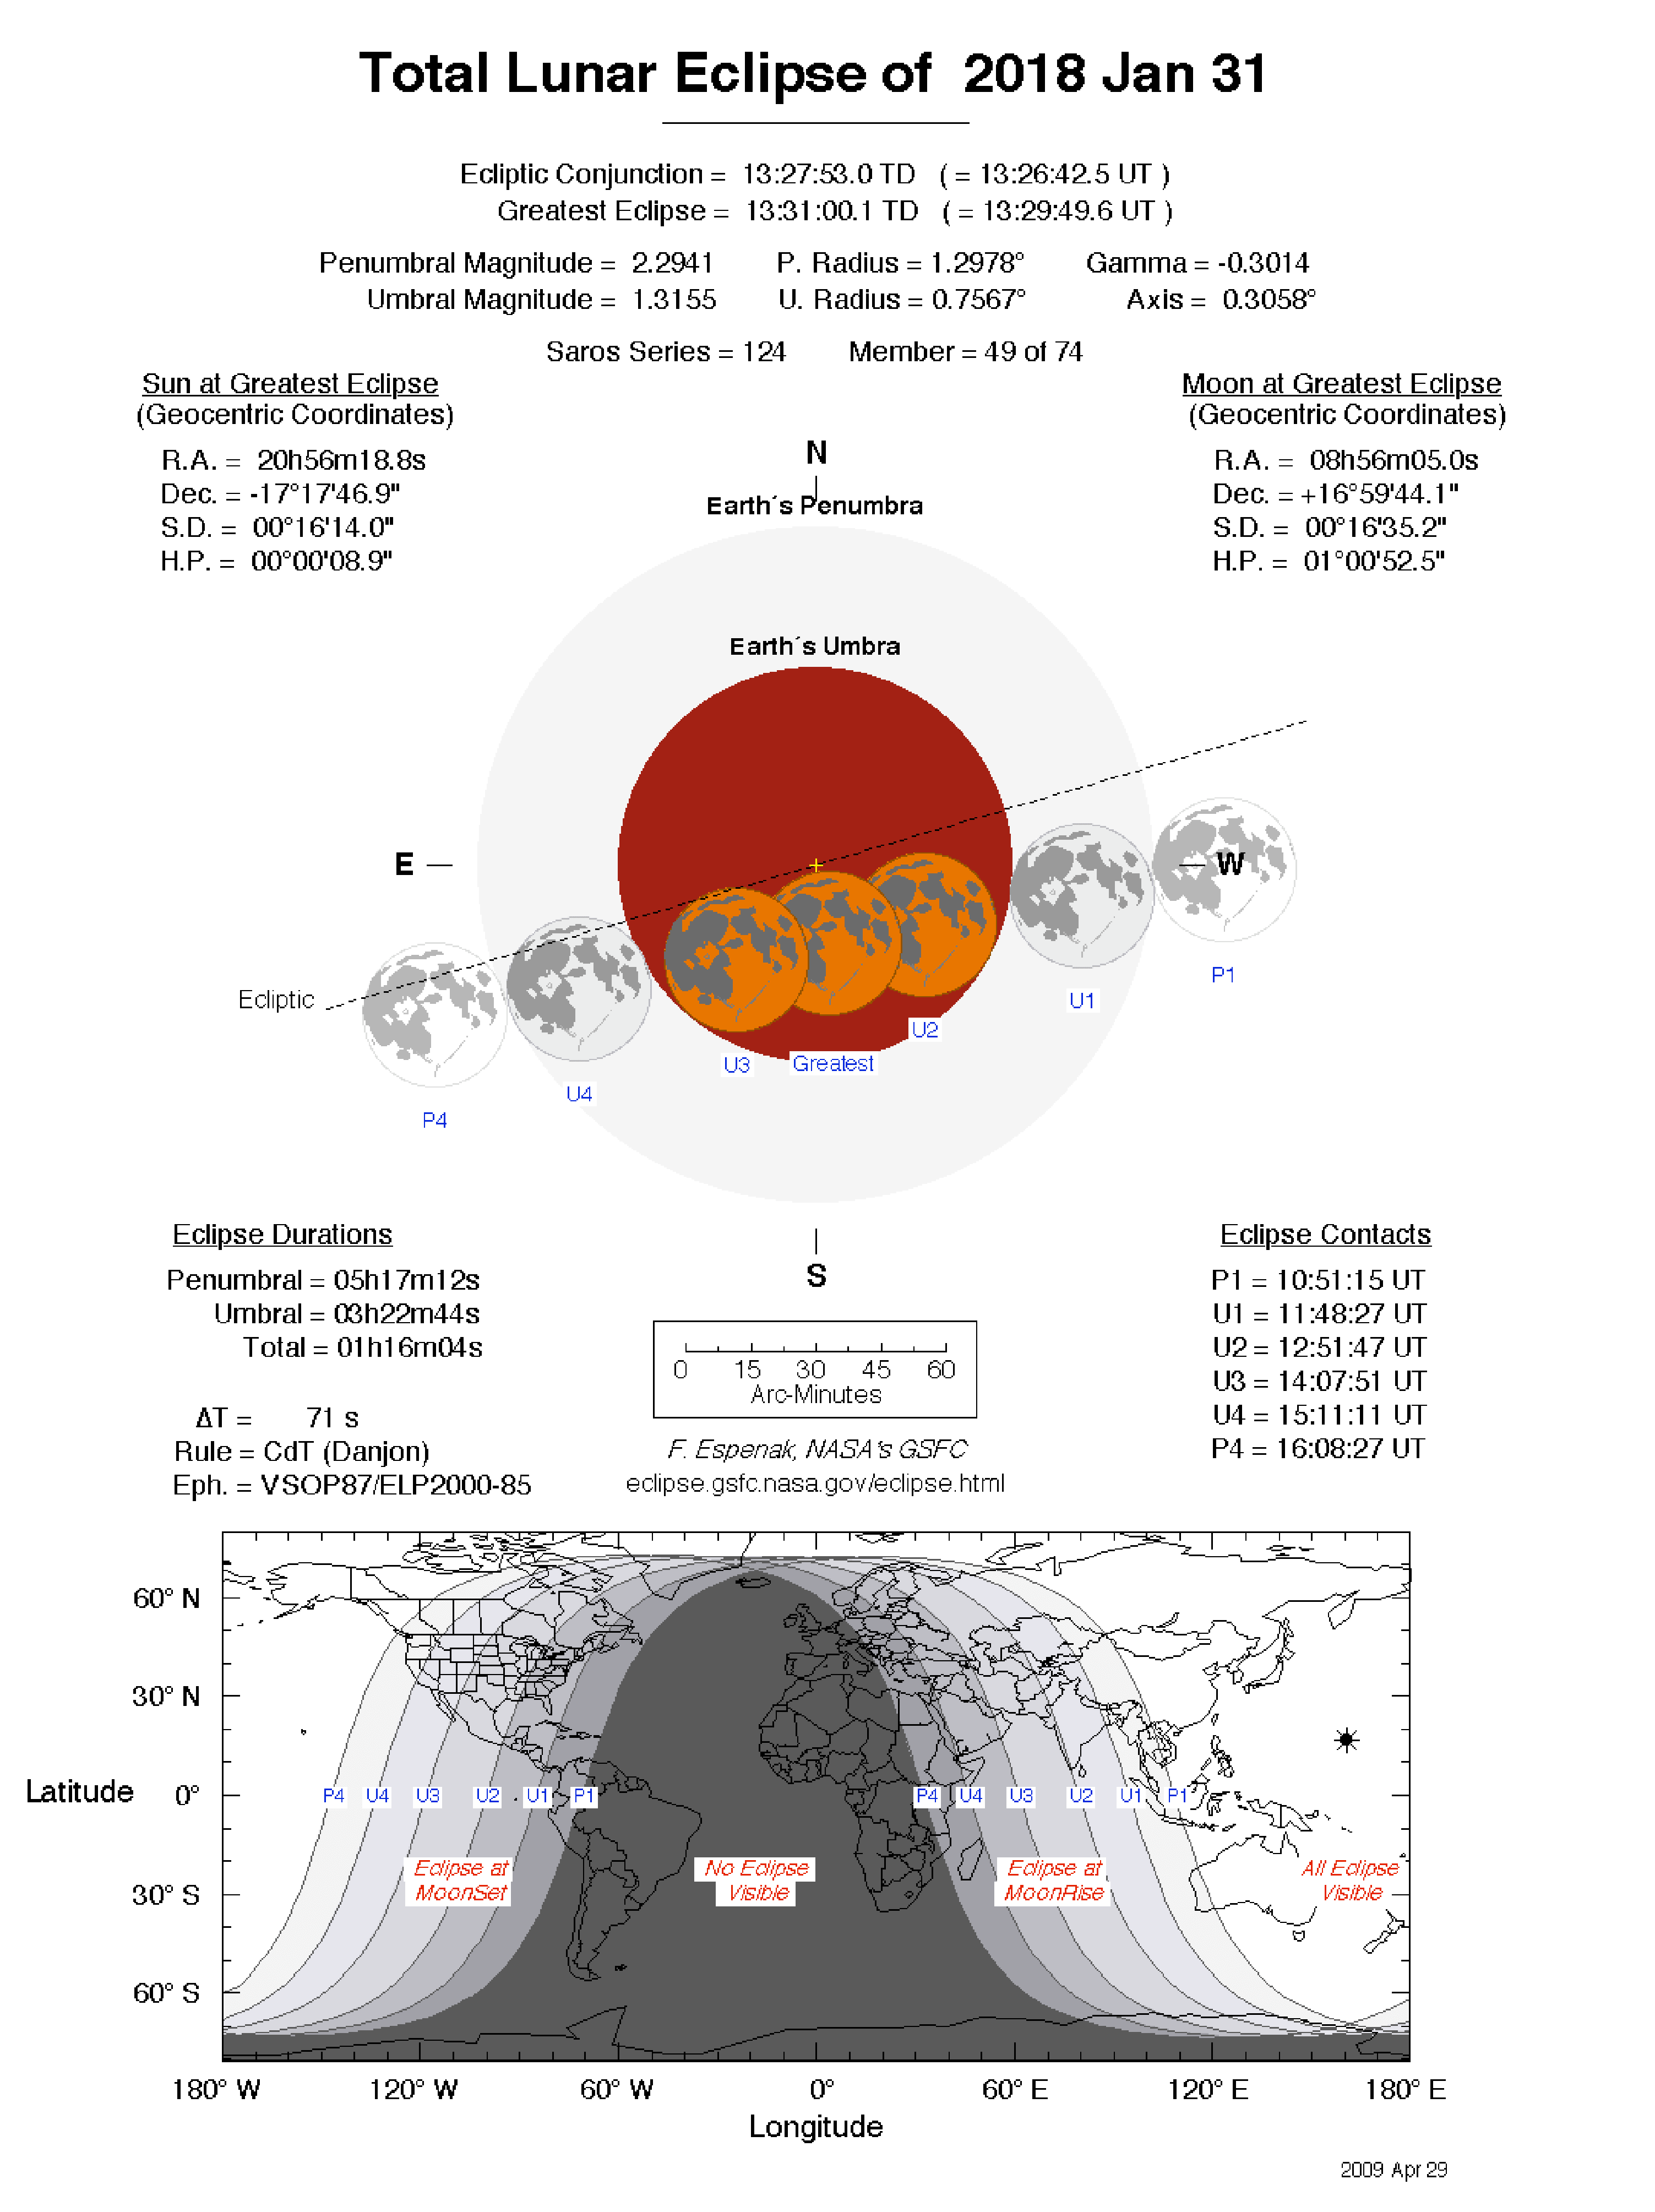 Total Lunar Eclipse of 2018 Jan 31
Ecliptic Conjunction = 13:27:53.0 TD ( = 13:26:42.5 UT )
Greatest Eclipse = 13:31:00.1 TD ( = 13:29:49.6 UT )
Penumbral Magnitude = 2.2941 P. Radius = 1.2978° Gamma = -0.3014
Umbral Magnitude = 1.3155 U. Radius = 0.7567° Axis = 0.3058°
Saros Series = 124 Member = 49 of 74
Sun at Greatest Eclipse
(Geocentric Coordinates)
R.A. = 20h56m18.8s
Dec. = -17°17'46.9"
S.D. = 00°16'14.0"
H.P. = 00°00'08.9"
Moon at Greatest Eclipse
(Geocentric Coordinates)
R.A. = 08h56m05.0s
Dec. = +16°59'44.1"
S.D. = 00°16'35.2"
H.P. = 01°00'52.5"
N
Earth´s Penumbra
Earth´s Umbra
E
W
P1
U1
Ecliptic
U2
U3
Greatest
U4
P4
S
Eclipse Durations
Penumbral = 05h17m12s
Umbral = 03h22m44s
Total = 01h16m04s
ΔT = 71 s
Rule = CdT (Danjon)
Eph. = VSOP87/ELP2000-85
0 15 30 45 60
Arc-Minutes
F. Espenak, NASA's GSFC
eclipse.gsfc.nasa.gov/eclipse.html
Eclipse Contacts
P1 = 10:51:15 UT
U1 = 11:48:27 UT
U2 = 12:51:47 UT
U3 = 14:07:51 UT
U4 = 15:11:11 UT
P4 = 16:08:27 UT
60° N
30° N
Latitude 0°
30° S
60° S
P4 U4 U3 U2 U1 P1 P4 U4 U3 U2 U1 P1
Eclipse at
MoonSet
No Eclipse
Visible
Eclipse at
MoonRise
All Eclipse
Visible
180° W 120° W 60° W 0° 60° E 120° E 180° E
Longitude
2009 Apr 29